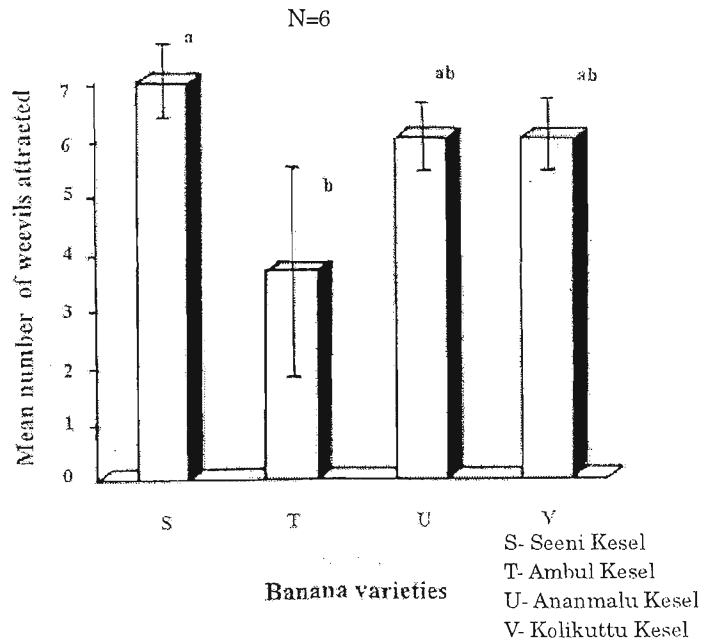 N=6
a
b
ab
ab
Mean number of weevils attracted
7
6
5
4
3
2
1
0
S
T
U
V
Banana varieties
S- Seeni Kesel
T- Ambul Kesel
U- Ananmalu Kesel
V- Kolikuttu Kesel